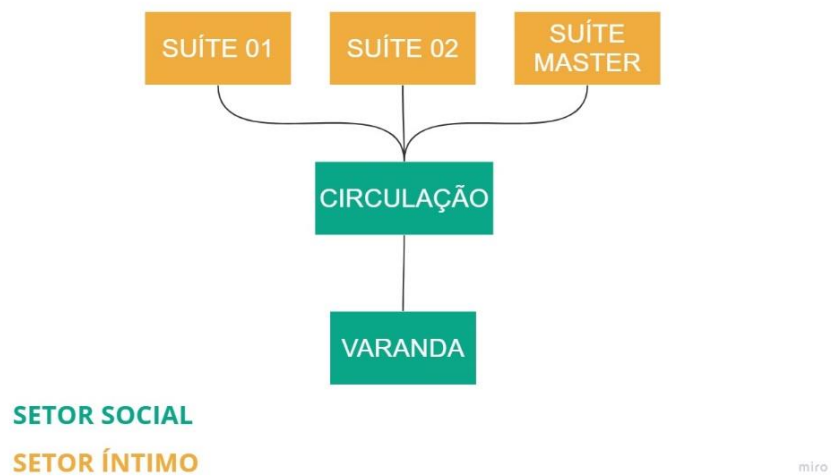 SUÍTE 01
SUÍTE 02
SUÍTE
MASTER
CIRCULAÇÃO
VARANDA
SETOR SOCIAL
SETOR ÍNTIMO
miro